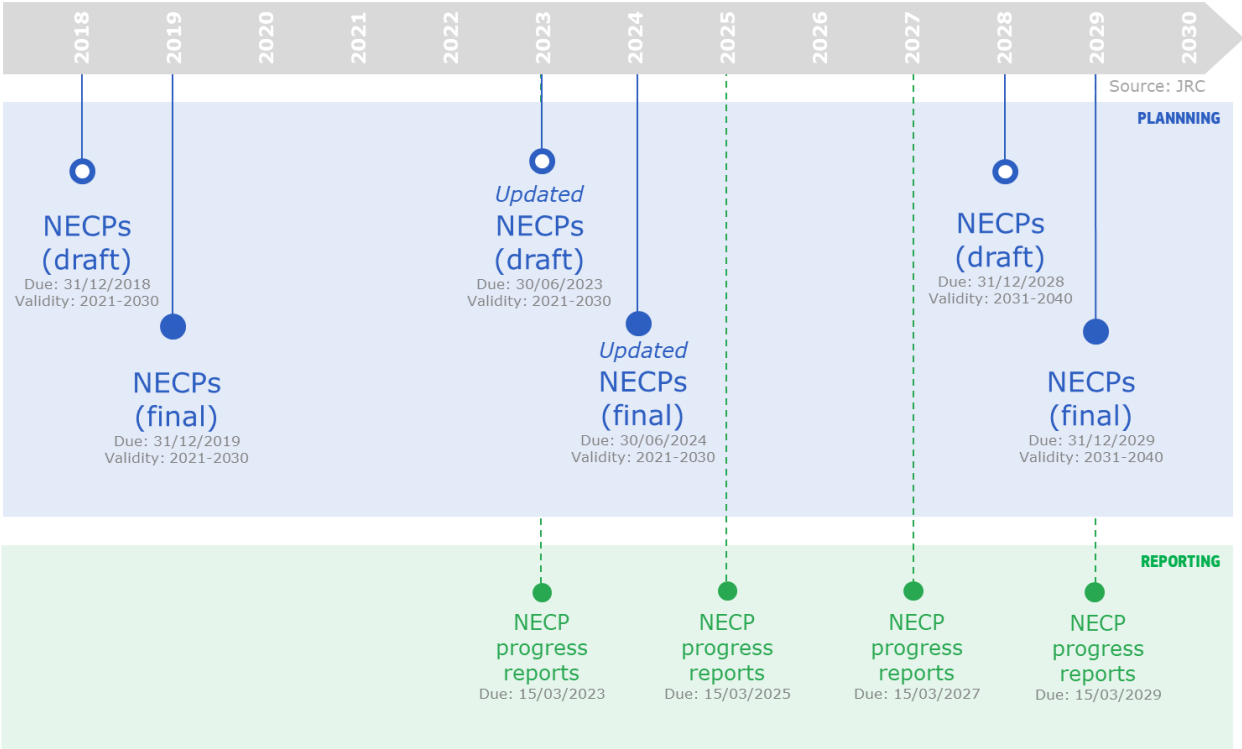 2018
2019
2020
2021
2022
2023
2024
2025
2026
2027
2028
2029
2030
Source: JRC
PLANNNING
NECPs
(draft)
Due: 31/12/2018
Validity: 2021-2030
NECPs
(final)
Due: 31/12/2019
Validity: 2021-2030
Updated
NECPs
(draft)
Due: 30/06/2023
Validity: 2021-2030
Updated
NECPs
(final)
Due: 30/06/2024
Validity: 2021-2030
NECPs
(draft)
Due: 31/12/2028
Validity: 2031-2040
NECPs
(final)
Due: 31/12/2029
Validity: 2031-2040
REPORTING
NECP
progress
reports
Due: 15/03/2023
NECP
progress
reports
Due: 15/03/2025
NECP
progress
reports
Due: 15/03/2027
NECP
progress
reports
Due: 15/03/2029